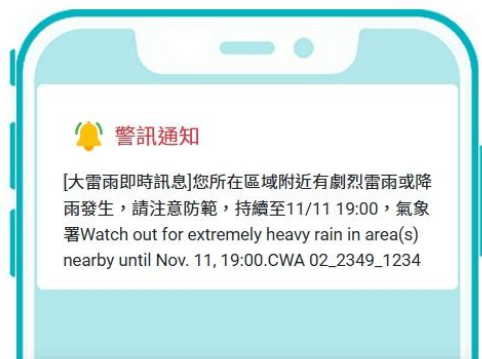 警訊通知
[大雷雨即時訊息]您所在區域附近有劇烈雷雨或降
雨發生，請注意防範，持續至11/11 19:00，氣象
署Watch out for extremely heavy rain in area(s)
nearby until Nov. 11, 19:00.CWA 02_2349_1234